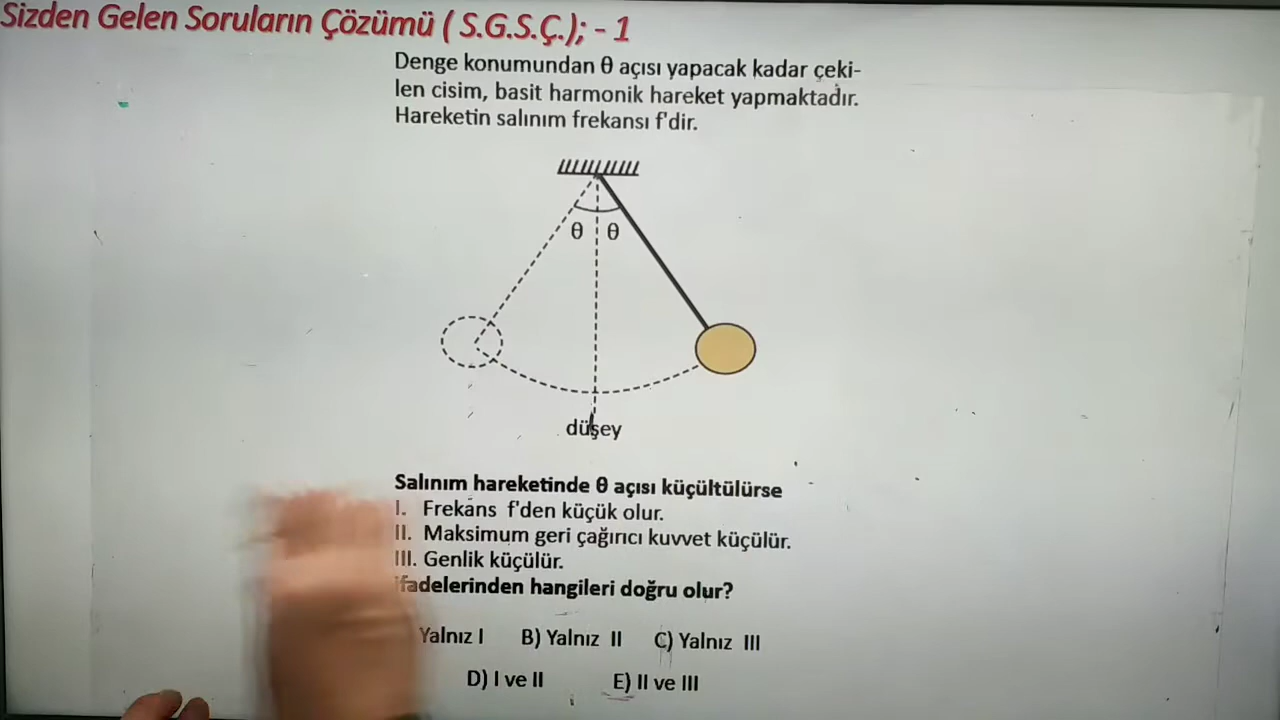 Sizden Gelen Soruların Çözümü ( S.G.S.Ç.); - 1
Denge konumundan θ açısı yapacak kadar çeki-
len cisim, basit harmonik hareket yapmaktadır.
Hareketin salınım frekansı f'dir.
θ θ
düşey
Salınım hareketinde θ açısı küçültülürse
I. Frekans f'den küçük olur.
II. Maksimum geri çağırıcı kuvvet küçülür.
III. Genlik küçülür.
ifadelerinden hangileri doğru olur?
Yalnız I B) Yalnız II C) Yalnız III
D) I ve II E) II ve III